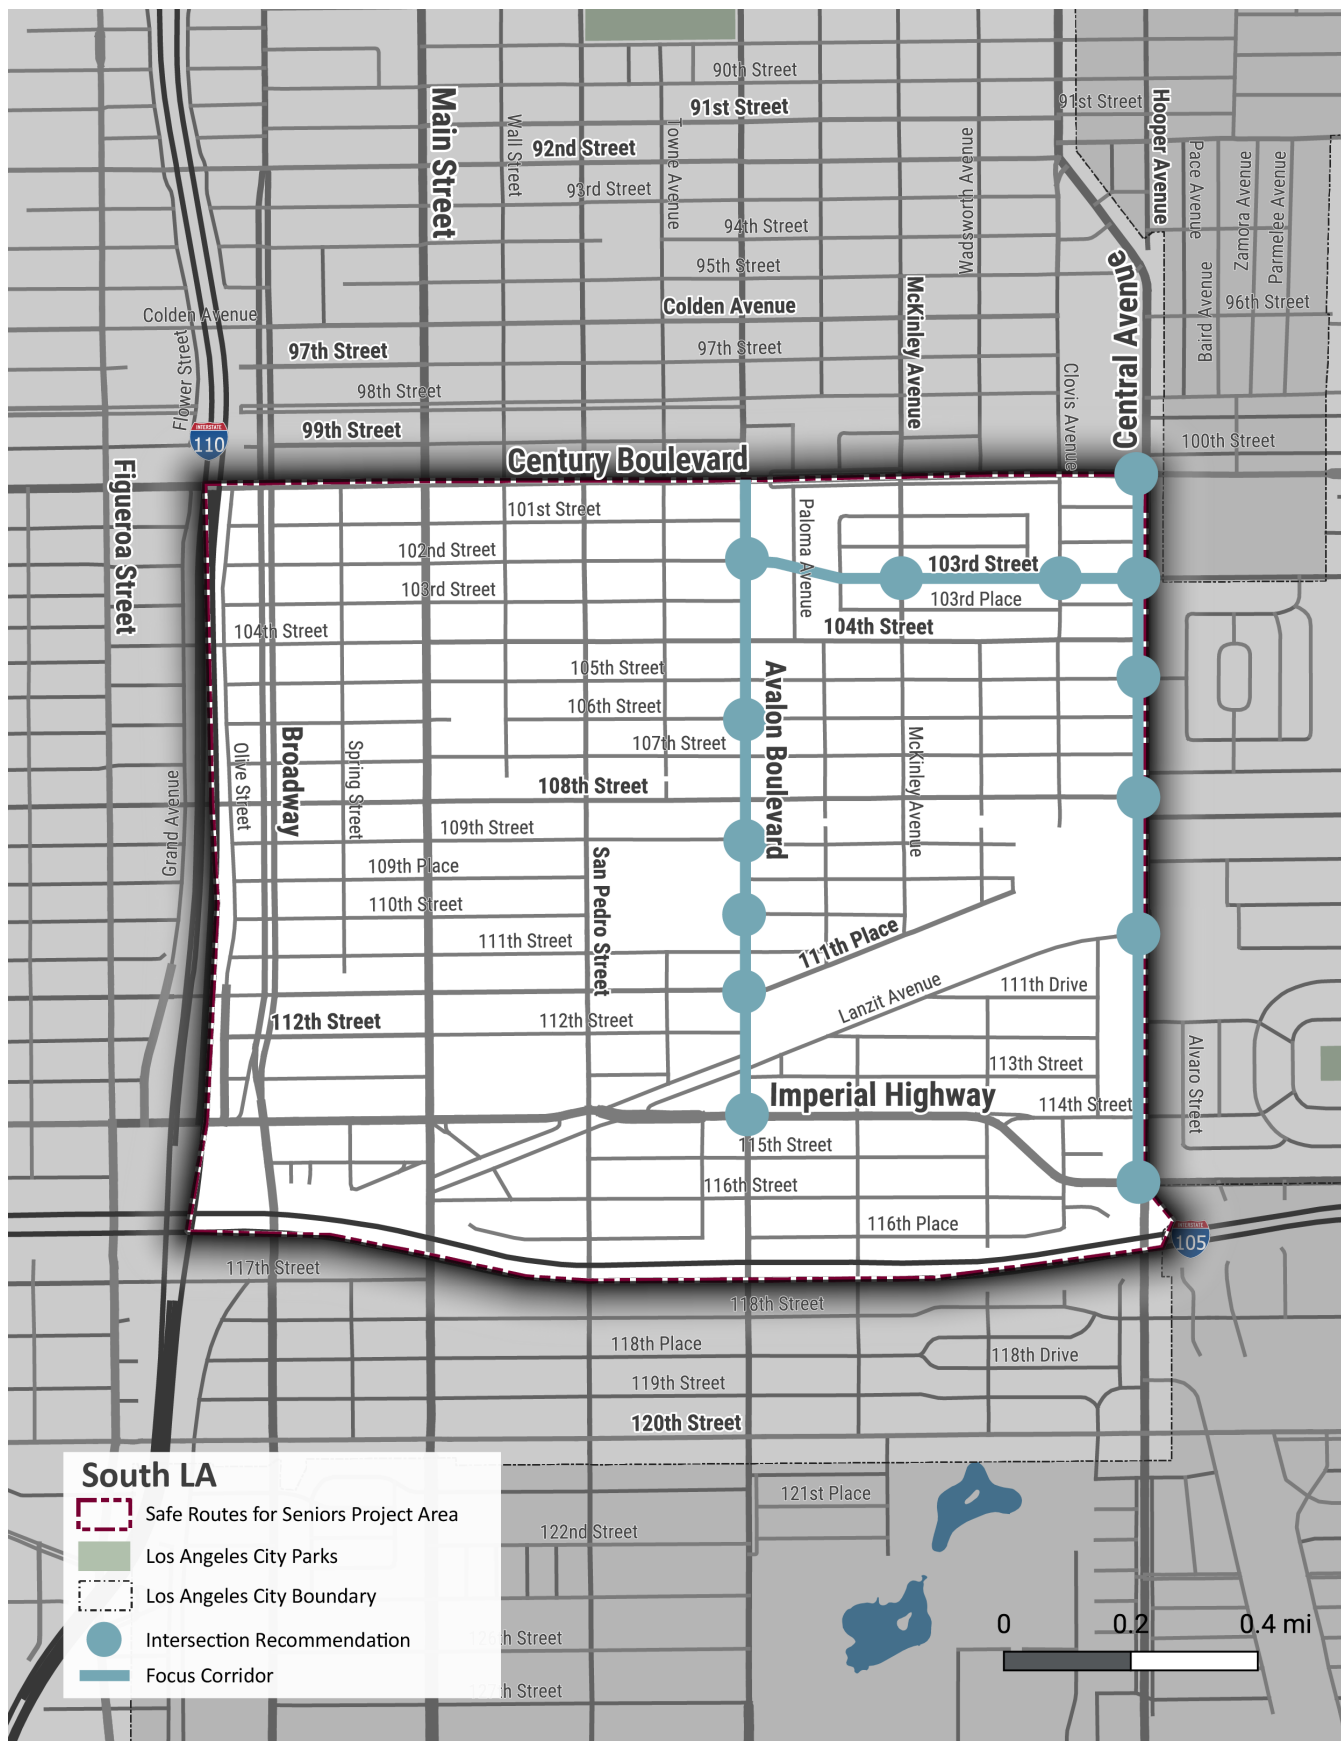 90th Street
91st Street
91st Street
Hooper Avenue
Main Street
Wall Street
92nd Street
Towne Avenue
Wadsworth Avenue
Pace Avenue
Zamora Avenue
Parmelee Avenue
93rd Street
94th Street
95th Street
Central Avenue
Baird Avenue
96th Street
Colden Avenue
Colden Avenue
McKinley Avenue
Flower Street
97th Street
97th Street
98th Street
Clovis Avenue
99th Street
INTERSTATE
110
100th Street
Century Boulevard
Figueroa Street
101st Street
Paloma Avenue
102nd Street
103rd Street
103rd Street
103rd Place
104th Street
104th Street
105th Street
Avalon Boulevard
106th Street
107th Street
Broadway
Olive Street
Spring Street
McKinley Avenue
Grand Avenue
108th Street
109th Street
San Pedro Street
109th Place
110th Street
111th Street
111th Place
Lanzit Avenue
111th Drive
112th Street
112th Street
Alvaro Street
113th Street
Imperial Highway
114th Street
115th Street
116th Street
116th Place
INTERSTATE
105
117th Street
118th Street
118th Place
118th Drive
119th Street
120th Street
121st Place
122nd Street
126th Street
127th Street
South LA
Safe Routes for Seniors Project Area
Los Angeles City Parks
Los Angeles City Boundary
Intersection Recommendation
Focus Corridor
0 0.2 0.4 mi